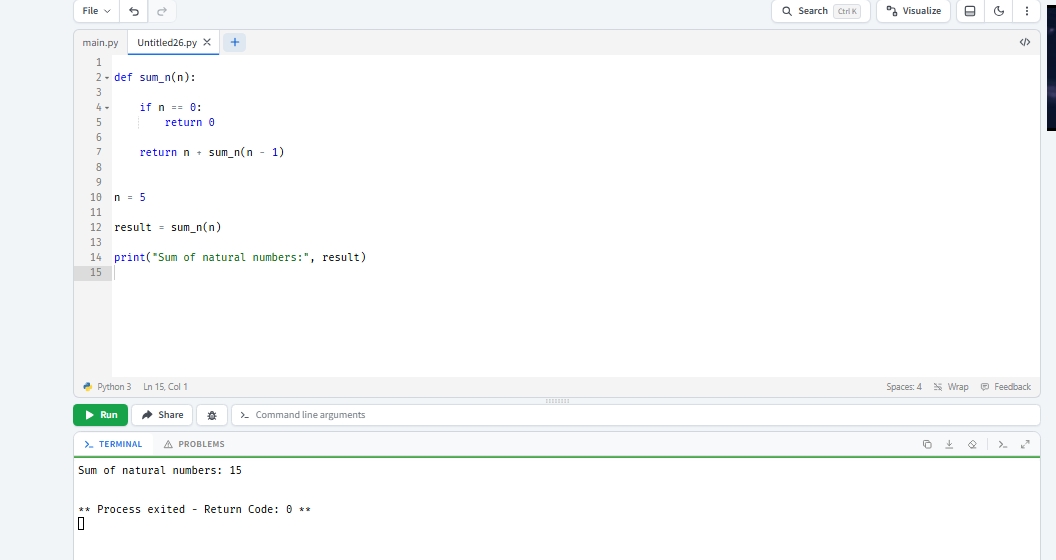 File
Search Ctrl K Visualize
main.py Untitled26.py
1
2 def sum_n(n):
3
4     if n == 0:
5         return 0
6
7     return n + sum_n(n - 1)
8
9
10 n = 5
11
12 result = sum_n(n)
13
14 print("Sum of natural numbers:", result)
15
Python 3 Ln 15, Col 1 Spaces: 4 Wrap Feedback
Run Share Command line arguments
TERMINAL PROBLEMS
Sum of natural numbers: 15
** Process exited - Return Code: 0 **